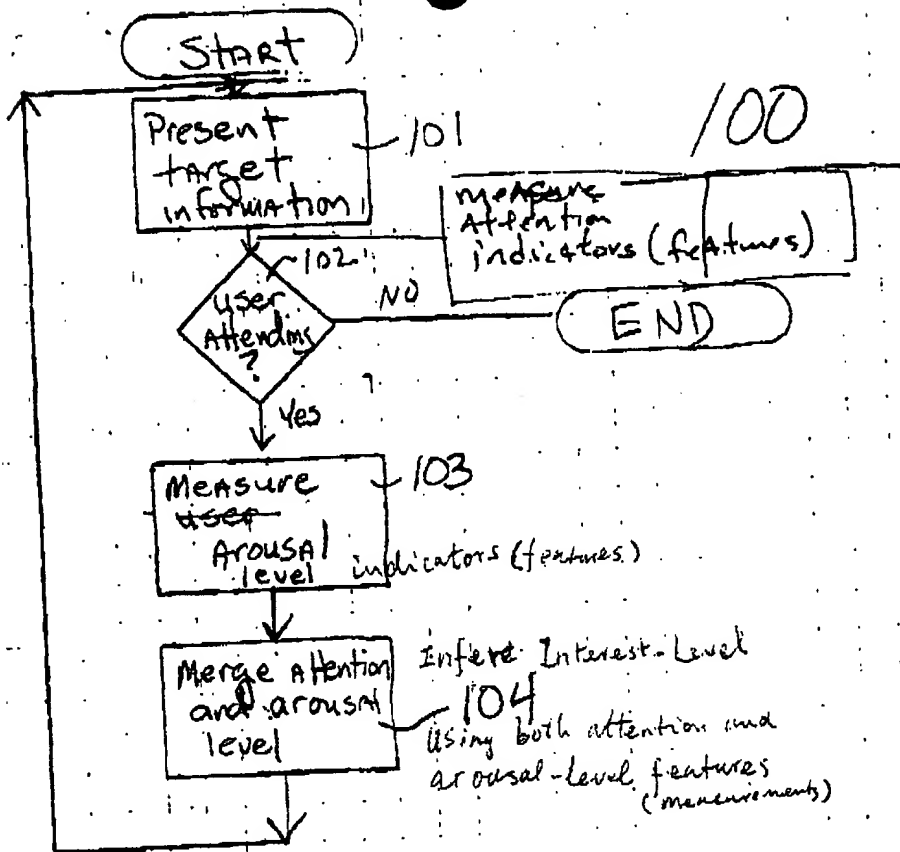 START
Present
target
information
101
100
measure
Attention
indicators (features)
102
user
Attending
?
NO
END
Yes
Measure
user
Arousal
level
indicators (features)
103
Merge Attention
and arousal
level
Infere Interest-Level
104
Using both attention and
arousal-level features
(measurements)